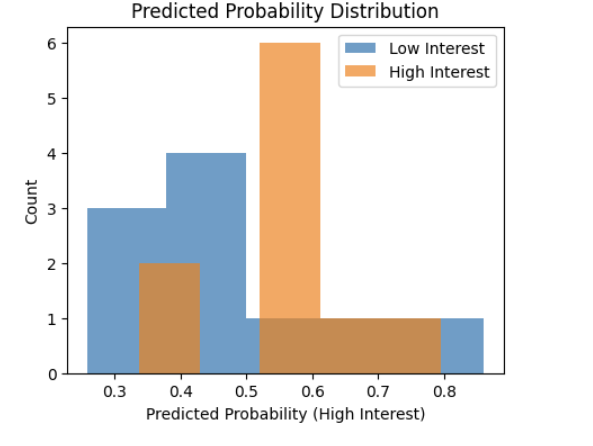 Predicted Probability Distribution
Low Interest
High Interest
6
5
4
3
2
1
0
Count
0.3 0.4 0.5 0.6 0.7 0.8
Predicted Probability (High Interest)